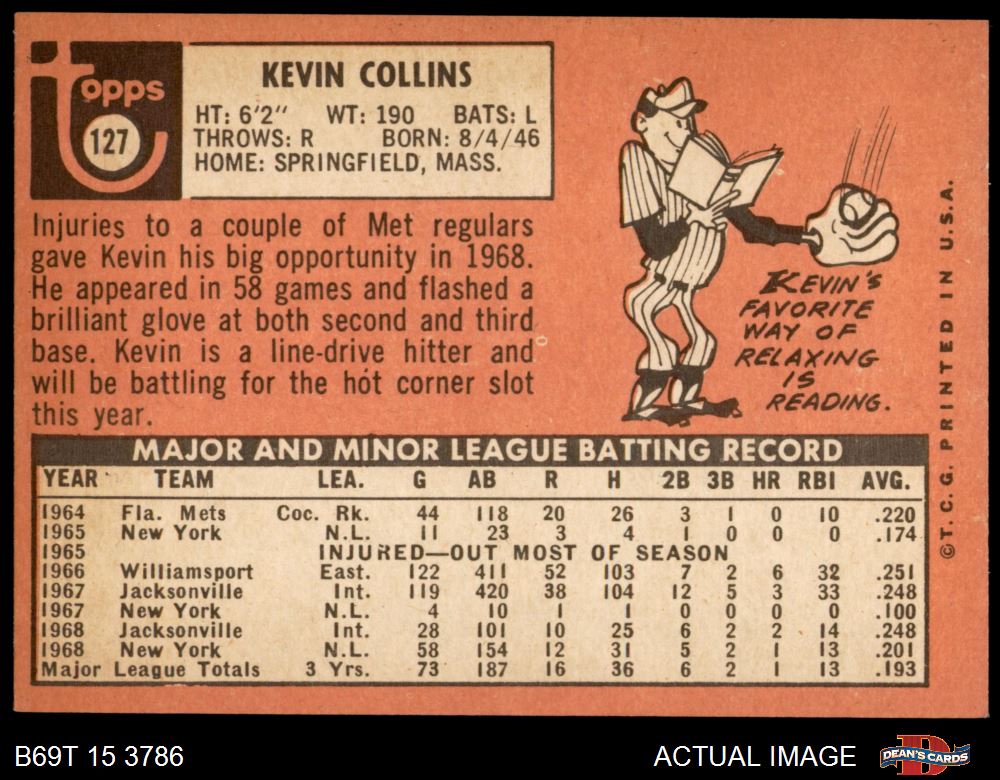 Topps
127
KEVIN COLLINS
HT: 6'2" WT: 190 BATS: L
THROWS: R BORN: 8/4/46
HOME: SPRINGFIELD, MASS.
Injuries to a couple of Met regulars
gave Kevin his big opportunity in 1968.
He appeared in 58 games and flashed a
brilliant glove at both second and third
base. Kevin is a line-drive hitter and
will be battling for the hot corner slot
this year.
KEVIN'S
FAVORITE
WAY OF
RELAXING
IS
READING.
©T.C.G. PRINTED IN U.S.A.
MAJOR AND MINOR LEAGUE BATTING RECORD
YEAR TEAM LEA. G AB R H 2B 3B HR RBI AVG.
1964 Fla. Mets Coc. Rk. 44 118 20 26 3 1 0 10 .220
1965 New York N.L. 11 23 3 4 1 0 0 0 .174
1965 INJURED—OUT MOST OF SEASON
1966 Williamsport East. 122 411 52 103 7 2 6 32 .251
1967 Jacksonville Int. 119 420 38 104 12 5 3 33 .248
1967 New York N.L. 4 10 1 1 0 0 0 0 .100
1968 Jacksonville Int. 28 101 10 25 6 2 2 14 .248
1968 New York N.L. 58 154 12 31 5 2 1 13 .201
Major League Totals 3 Yrs. 73 187 16 36 6 2 1 13 .193
B69T 15 3786
ACTUAL IMAGE
DEAN'S CARDS